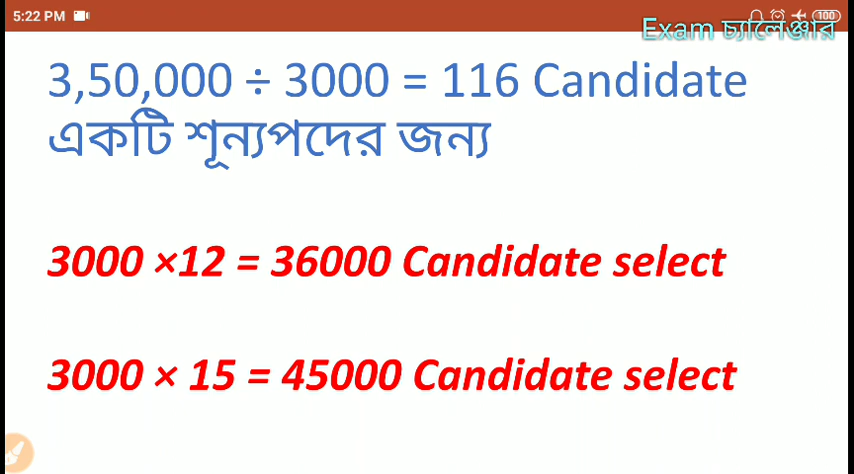 5:22 PM
100
Exam চ্যালেঞ্জার
3,50,000 ÷ 3000 = 116 Candidate
একটি শূন্যপদের জন্য
3000 ×12 = 36000 Candidate select
3000 × 15 = 45000 Candidate select